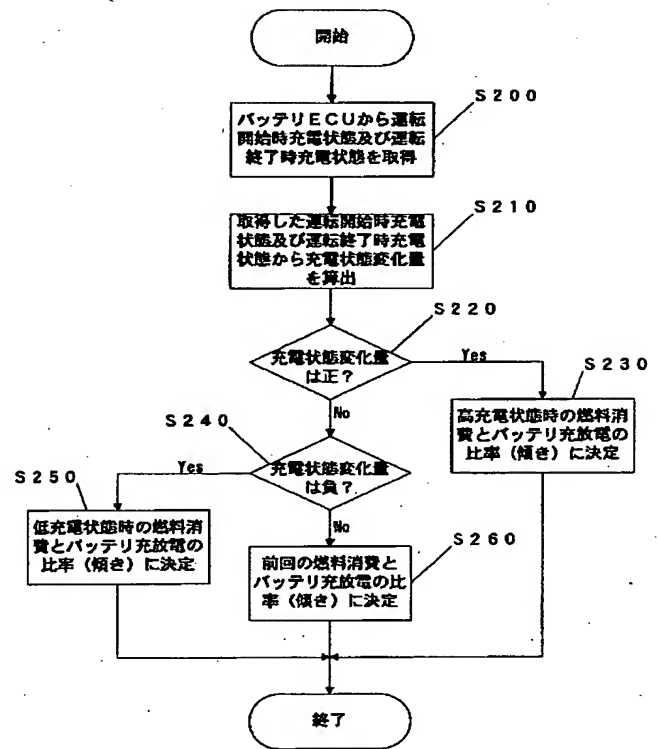 開始
S200
バッテリECUから運転
開始時充電状態及び運転
終了時充電状態を取得
S210
取得した運転開始時充電
状態及び運転終了時充電
状態から充電状態変化量
を算出
S220
充電状態変化量
は正?
Yes
S230
高充電状態時の燃料消
費とバッテリ充放電の
比率(傾き)に決定
No
S240
充電状態変化量
は負?
Yes
S250
低充電状態時の燃料消
費とバッテリ充放電の
比率(傾き)に決定
No
S260
前回の燃料消費と
バッテリ充放電の比
率(傾き)に決定
終了